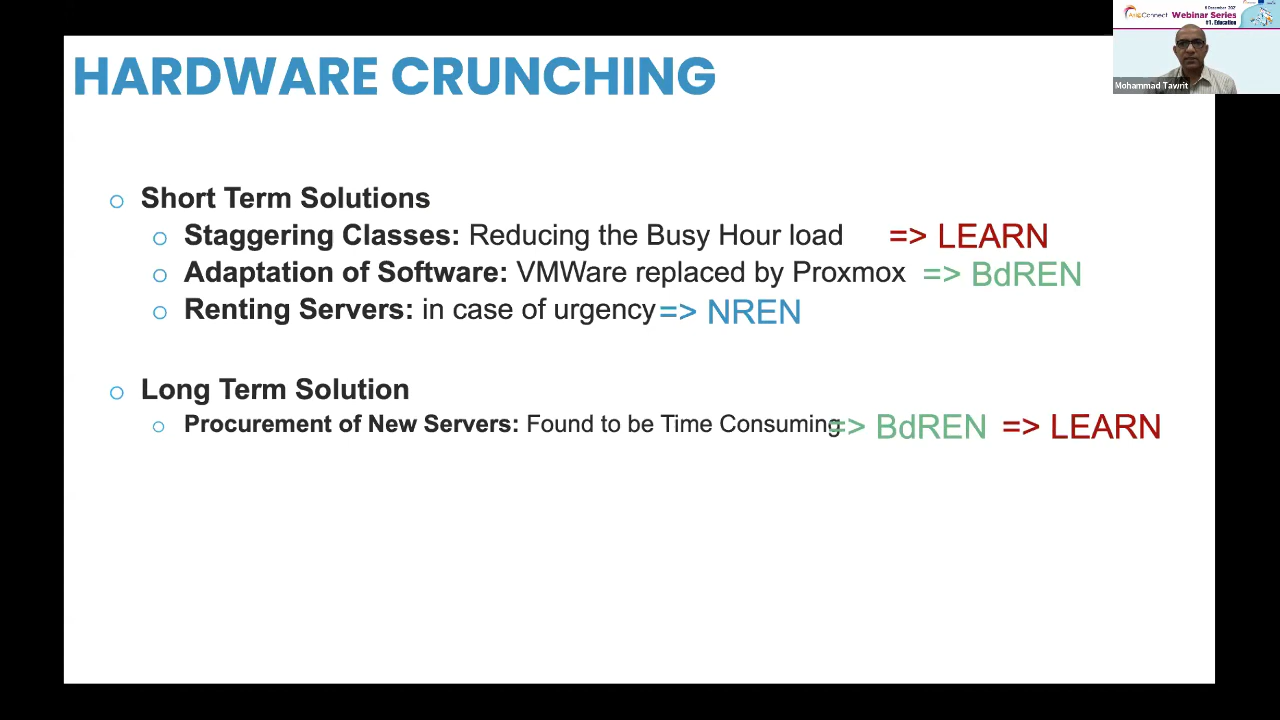 HARDWARE CRUNCHING
Short Term Solutions
Staggering Classes: Reducing the Busy Hour load => LEARN
Adaptation of Software: VMWare replaced by Proxmox => BdREN
Renting Servers: in case of urgency => NREN
Long Term Solution
Procurement of New Servers: Found to be Time Consuming => BdREN => LEARN
Webinar Series
#1. Education
Mohammad Tawrit